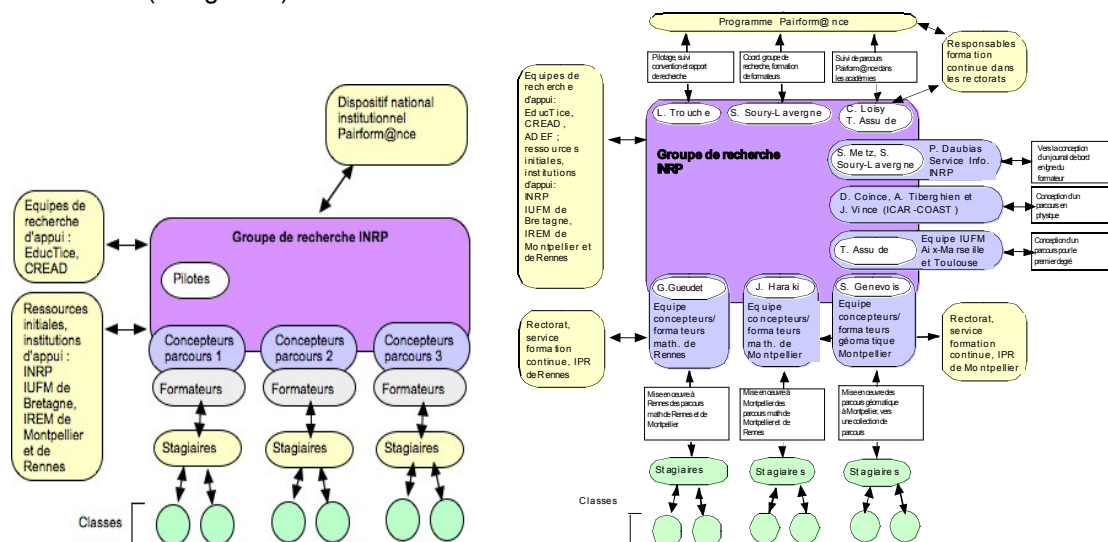 Dispositif national
institutionnel
Pairform@nce
Equipes de
recherche
d'appui :
EducTice,
CREAD
Groupe de recherche INRP
Pilotes
Ressources
initiales,
institutions
d'appui :
INRP
IUFM de
Bretagne,
IREM de
Montpellier
et de
Rennes
Concepteurs
parcours 1
Concepteurs
parcours 2
Concepteurs
parcours 3
Formateurs
Formateurs
Formateurs
Stagiaires
Stagiaires
Stagiaires
Classes
Programme Pairform@nce
Responsables
formation
continue dans
les rectorats
Pilotage, suivi
convention et rapport
de recherche
Coord. groupe de
recherche, formation
de formateurs
Suivi de parcours
Pairform@nce dans
les académies
Equipes de
recherche
d'appui:
EducTice,
CREAD,
ADEF ;
ressources
initiales,
institutions
d'appui:
INRP
IUFM de
Bretagne,
IREM de
Montpellier et
de Rennes
L. Trouche
S. Soury-Lavergne
C. Loisy
T. Assude
Groupe de recherche
INRP
S. Metz, S.
Soury-Lavergne
P. Daubias
Service Info.
INRP
Vers la conception
d'un journal de bord
en ligne du
formateur
D. Coince, A. Tiberghien et
J. Vince (ICAR-COAST)
Conception d'un
parcours en
physique
T. Assude
Equipe IUFM
Aix-Marseille
et Toulouse
Conception d'un
parcours pour le
premier degré
G.Gueudet
J. Haraki
S. Genevois
Equipe
concepteurs/
formateurs
math. de
Rennes
Equipe
concepteurs/
formateurs
math. de
Montpellier
Equipe
concepteurs/
formateurs
géomatique
Montpellier
Rectorat,
service
formation
continue, IPR
de Rennes
Rectorat,
service
formation
continue, IPR
de Montpellier
Mise en oeuvre à
Rennes des parcours
math de Rennes et de
Montpellier
Mise en oeuvre à
Montpellier des
parcours math de
Montpellier et de
Rennes
Mise en oeuvre des
parcours géomatique
à Montpellier, vers
une collection de
parcours
Stagiaires
Stagiaires
Stagiaires
Classes